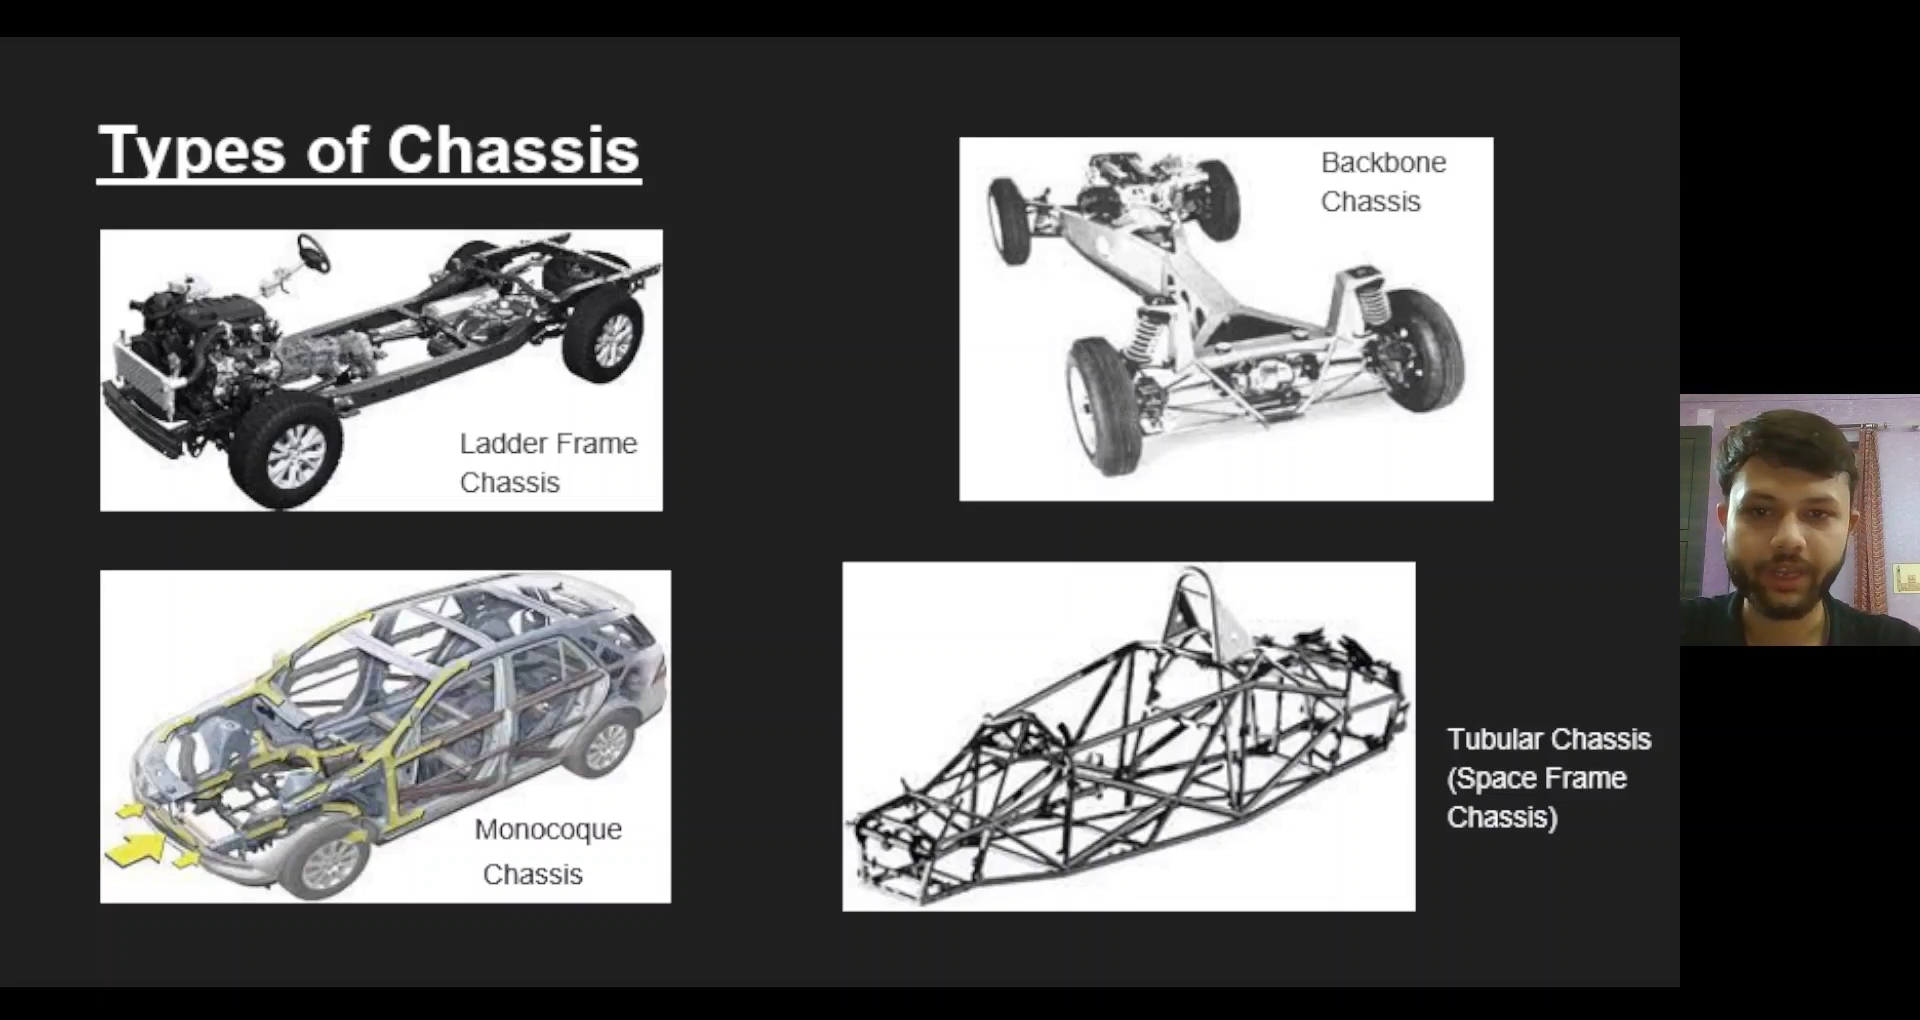 Types of Chassis
Ladder Frame
Chassis
Backbone
Chassis
Monocoque
Chassis
Tubular Chassis
(Space Frame
Chassis)